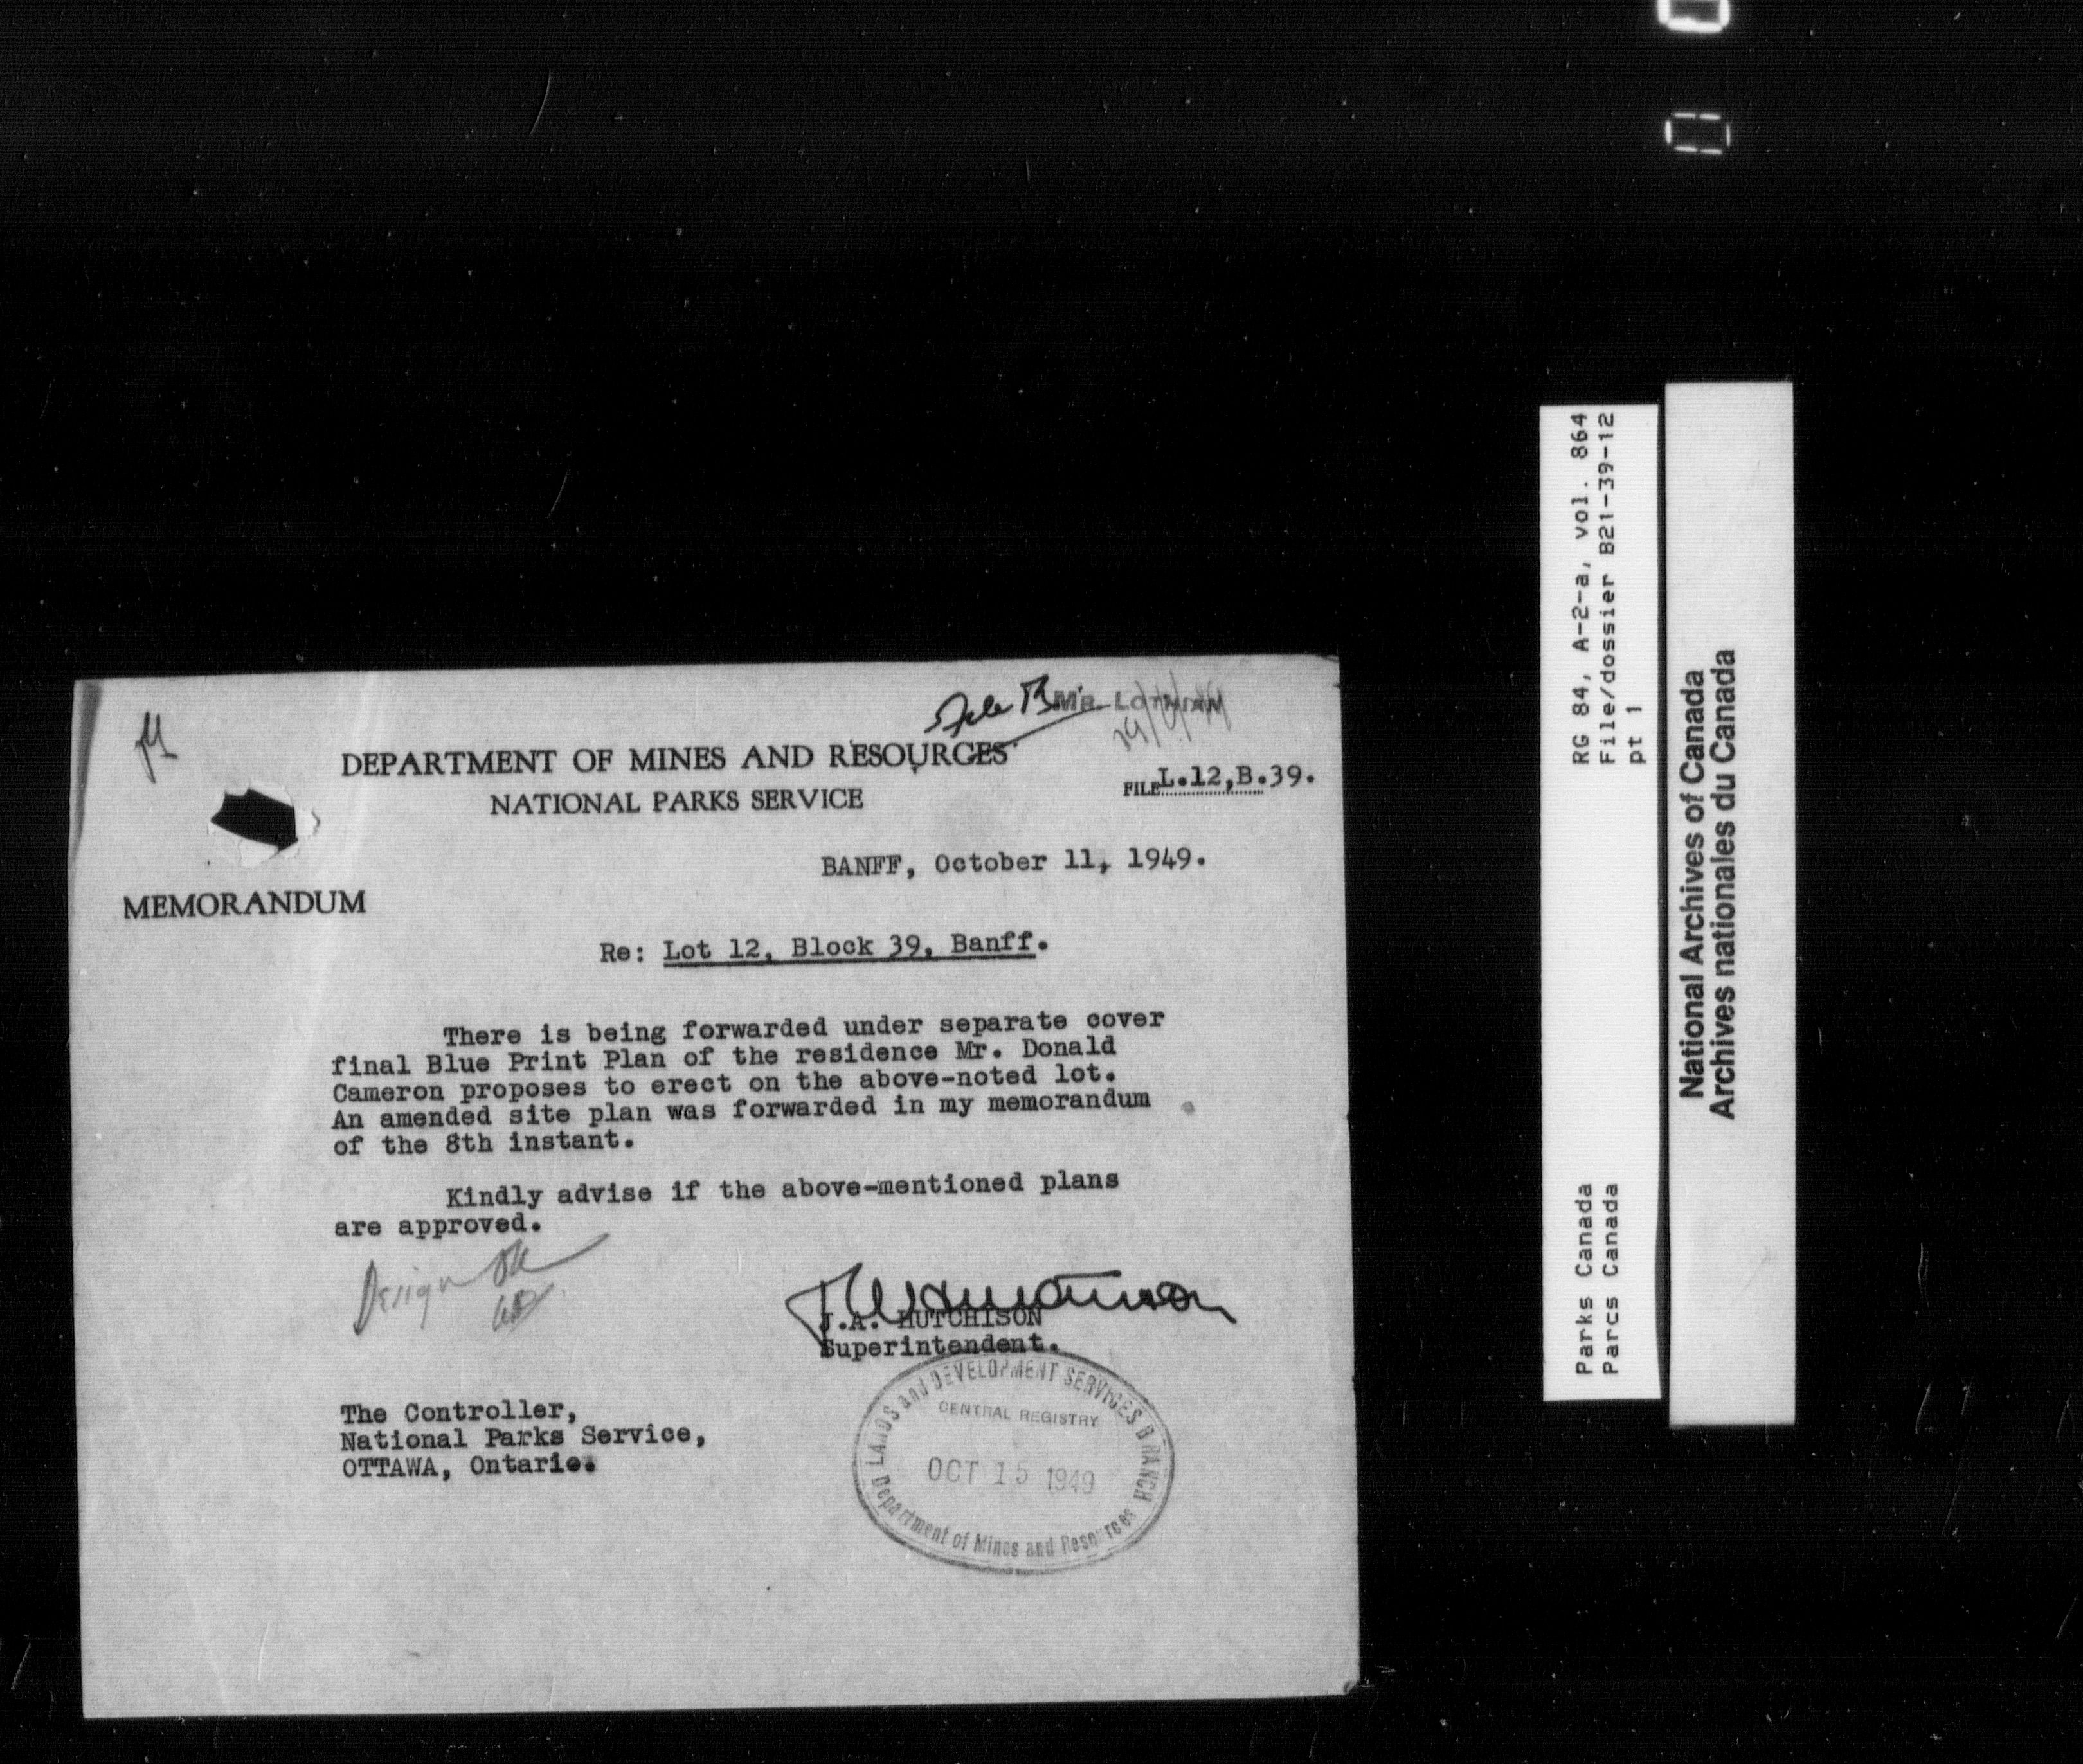 Mr. Lothian
DEPARTMENT OF MINES AND RESOURCES
NATIONAL PARKS SERVICE
FILE L.12,B.39.
BANFF, October 11, 1949.
MEMORANDUM
Re: Lot 12, Block 39, Banff.
There is being forwarded under separate cover
final Blue Print Plan of the residence Mr. Donald
Cameron proposes to erect on the above-noted lot.
An amended site plan was forwarded in my memorandum
of the 8th instant.
Kindly advise if the above-mentioned plans
are approved.
Design OK
J.A. HUTCHISON
Superintendent.
LANDS and DEVELOPMENT SERVICES BRANCH
CENTRAL REGISTRY
OCT 15 1949
Department of Mines and Resources
The Controller,
National Parks Service,
OTTAWA, Ontario.
RG 84, A-2-a, vol. 864
File/dossier B21-39-12
pt 1
Parks Canada
Parcs Canada
National Archives of Canada
Archives nationales du Canada